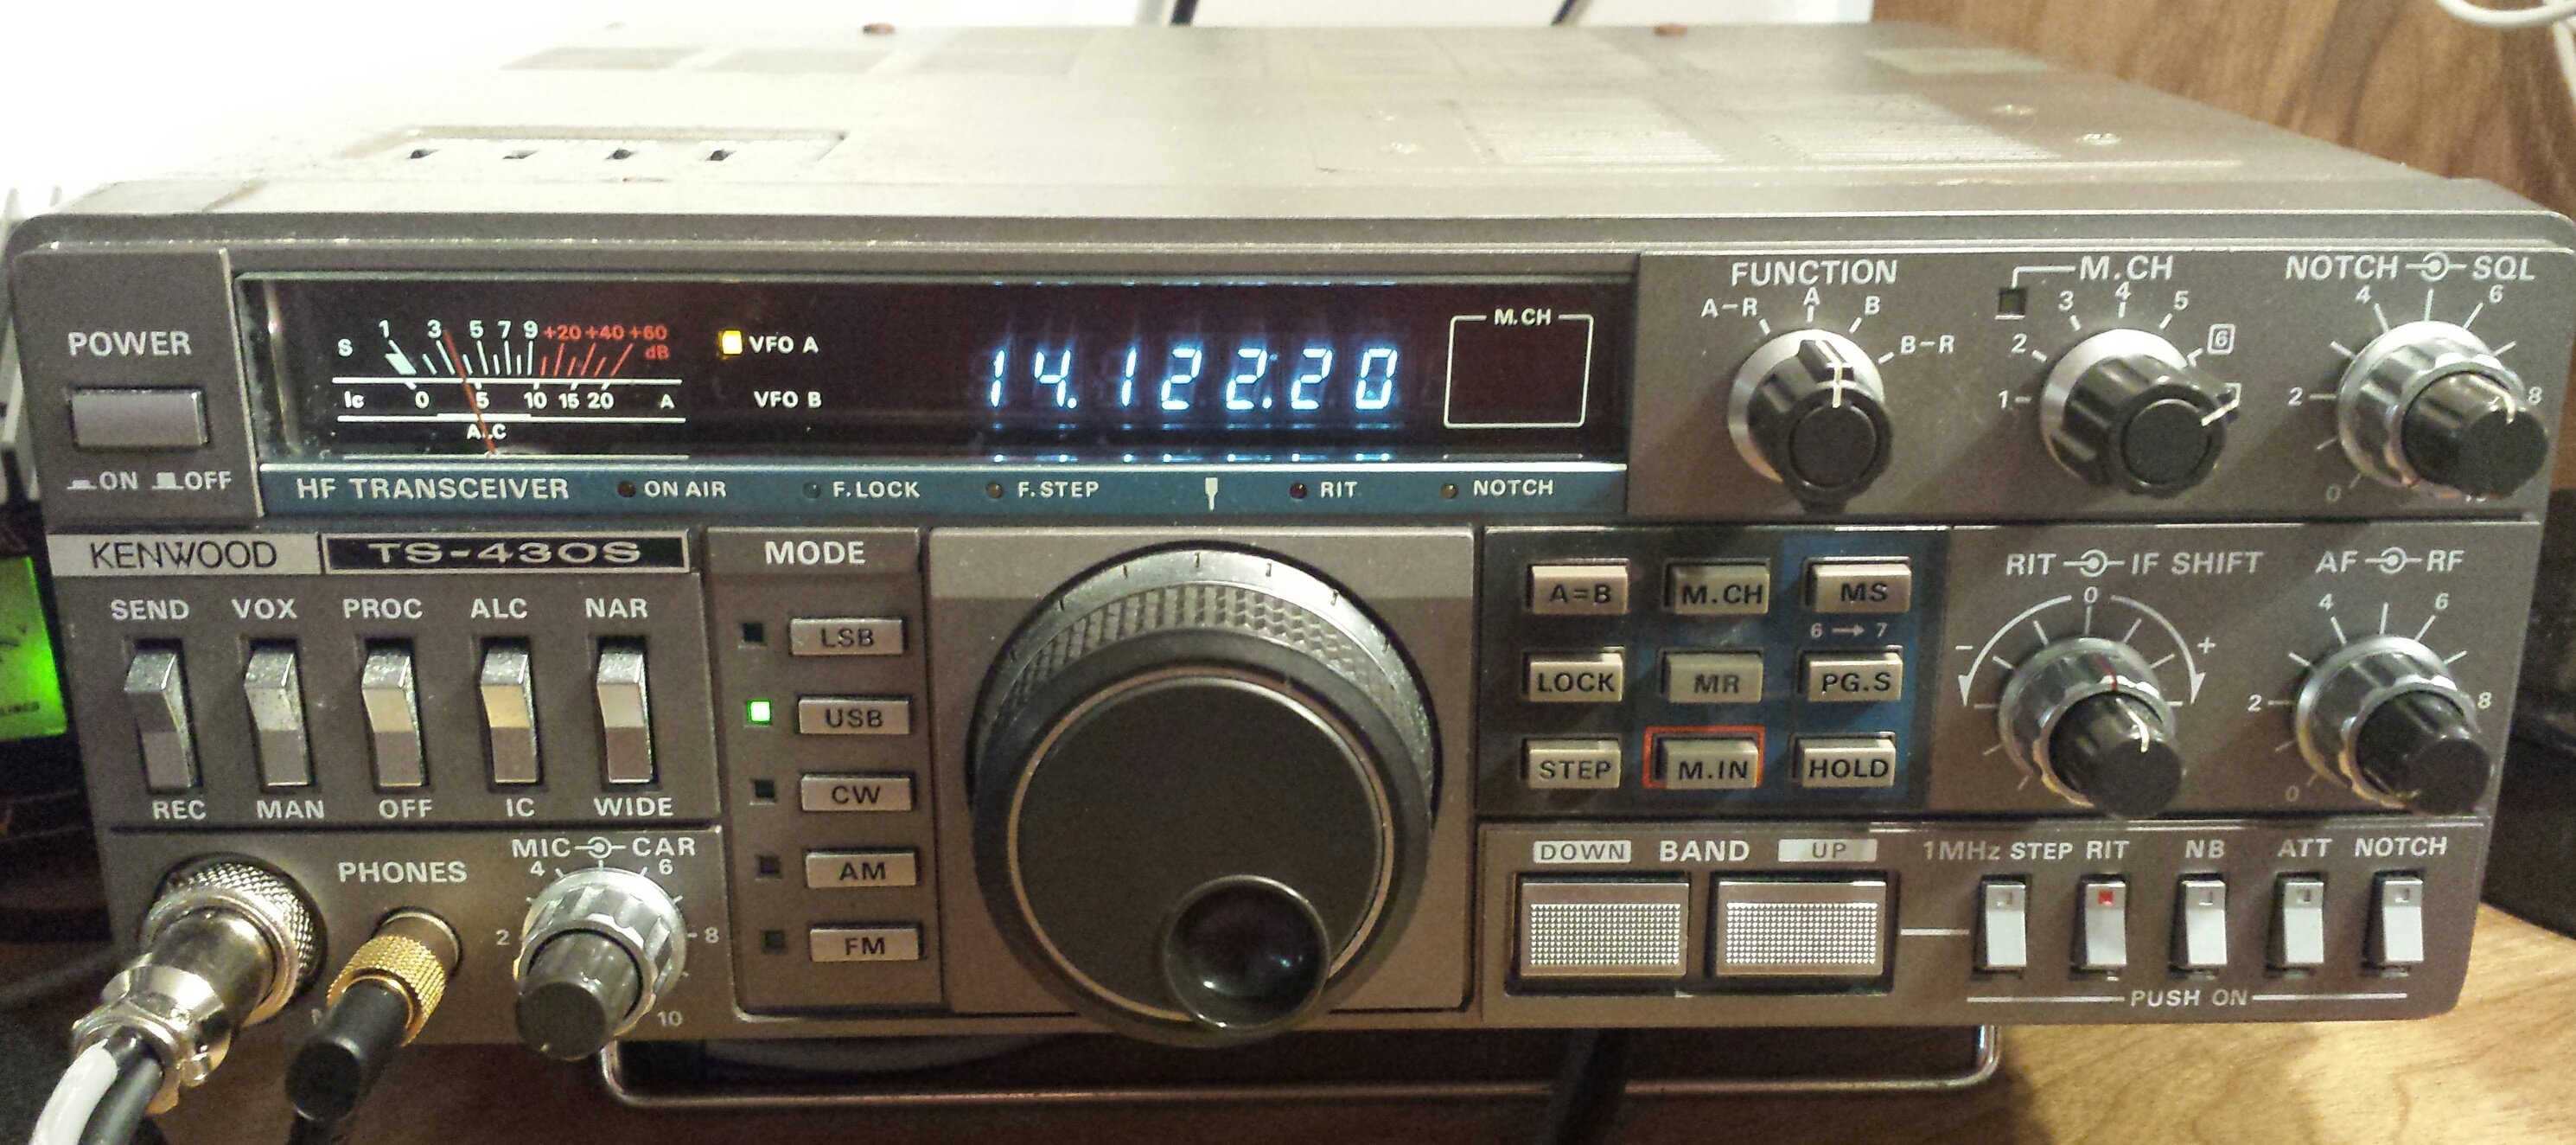 POWER
ON OFF
S 1 3 5 7 9 +20 +40 +60 dB
Ic 0 5 10 15 20 A
ALC
VFO A
VFO B
14.122.20
M.CH
HF TRANSCEIVER ON AIR F.LOCK F.STEP RIT NOTCH
FUNCTION
A-R A B B-R
M.CH
1 2 3 4 5 6
NOTCH SQL
0 2 4 6 8
KENWOOD TS-430S
SEND VOX PROC ALC NAR
REC MAN OFF IC WIDE
PHONES
MIC CAR
2 4 6 8 10
MODE
LSB
USB
CW
AM
FM
A=B M.CH MS
6 → 7
LOCK MR PG.S
STEP M.IN HOLD
RIT IF SHIFT
- 0 +
AF RF
0 2 4 6 8
DOWN BAND UP
1MHz STEP RIT NB ATT NOTCH
PUSH ON